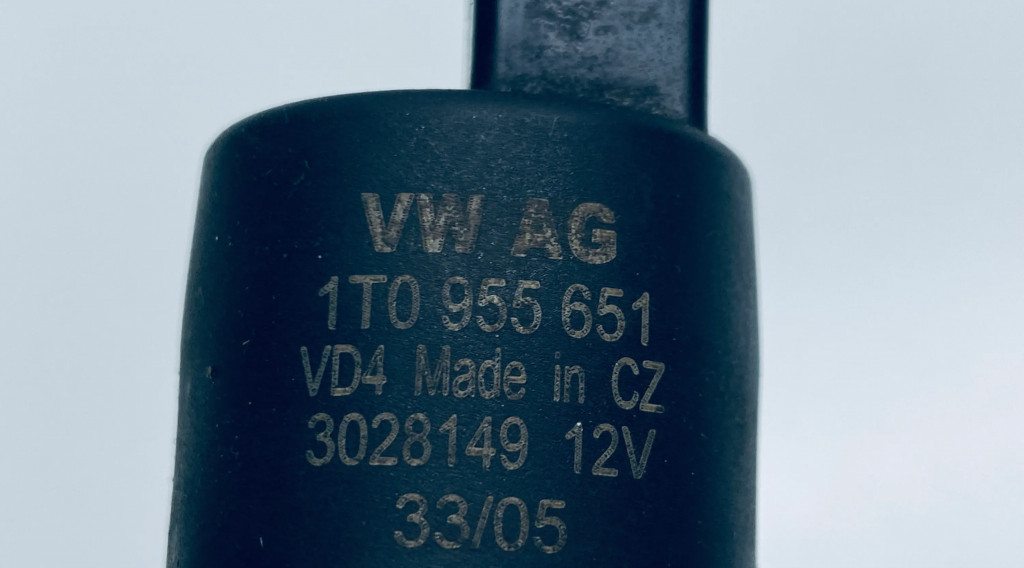 VW AG
1T0 955 651
VD4 Made in CZ
3028149 12V
33/05